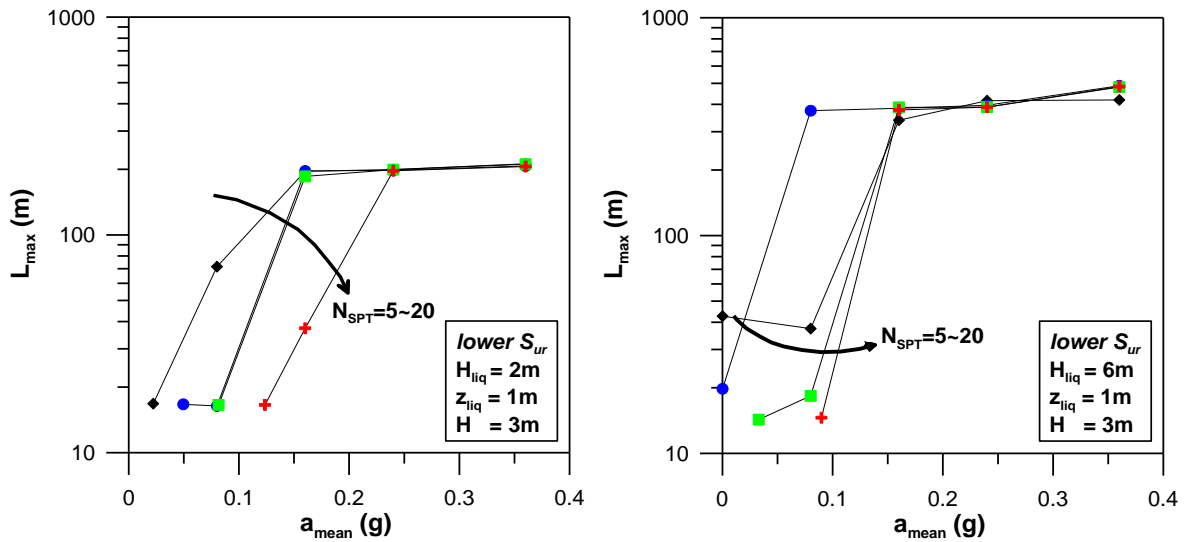 1000
100
10
L_max (m)
0 0.1 0.2 0.3 0.4
a_mean (g)
N_SPT=5~20
lower S_ur
H_liq = 2m
z_liq = 1m
H = 3m
1000
100
10
L_max (m)
0 0.1 0.2 0.3 0.4
a_mean (g)
N_SPT=5~20
lower S_ur
H_liq = 6m
z_liq = 1m
H = 3m